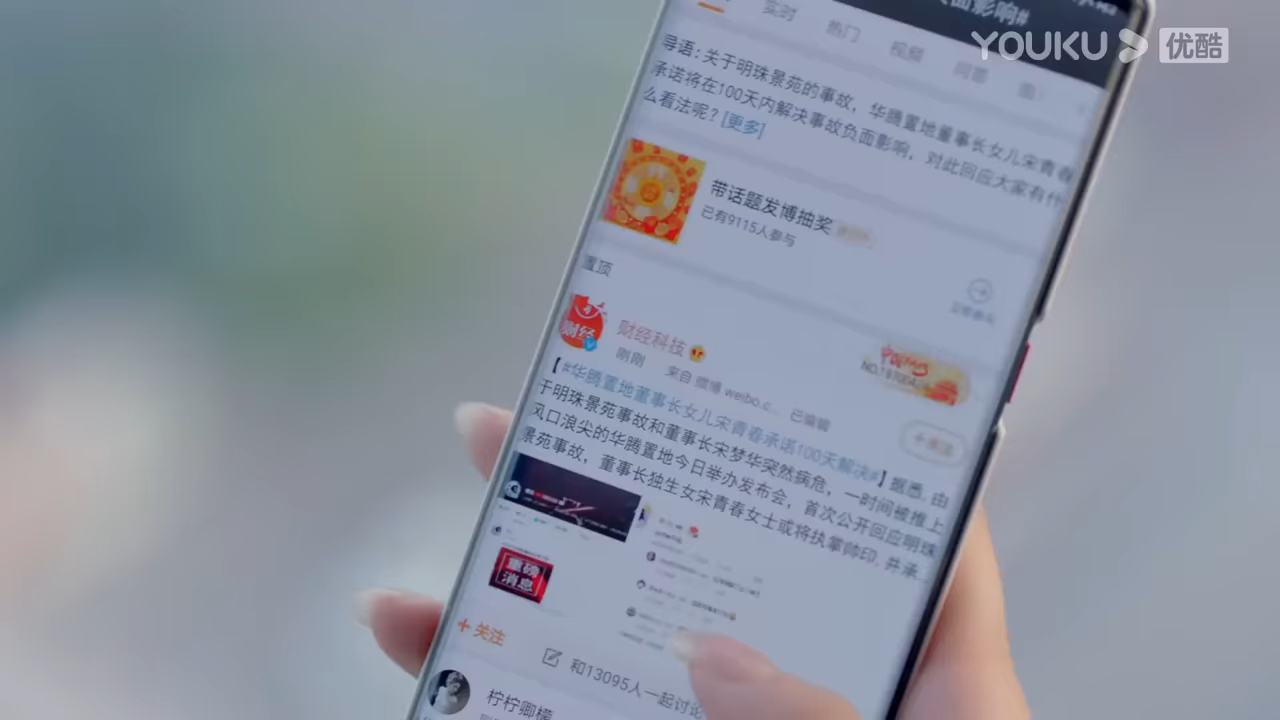 面影响#
YOUKU 优酷
实时 热门 视频 问答
导语:关于明珠景苑的事故,华腾置地董事长女儿宋青春
承诺将在100天内解决事故负面影响,对此回应大家有什
么看法呢?[更多]
带话题发博抽奖
已有9115人参与
置顶
财经
财经科技
刚刚 来自 微博 weibo.c... 已编辑
【#华腾置地董事长女儿宋青春承诺100天解决#】据悉,由
于明珠景苑事故和董事长宋梦华突然病危,一时间被推上
风口浪尖的华腾置地今日举办发布会,首次公开回应明珠
景苑事故,董事长独生女宋青春女士或将执掌帅印,并承...
重磅
消息
+ 关注
和13095人一起讨论
柠柠卿檬